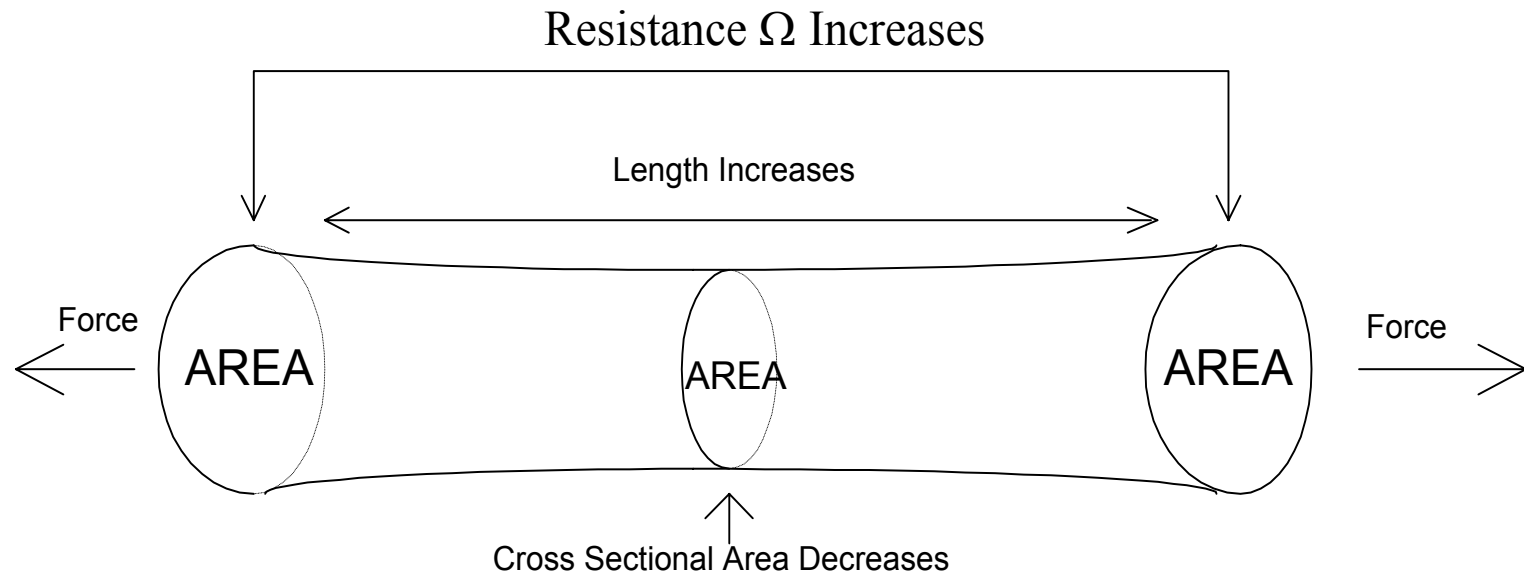 Resistance Ω Increases
Length Increases
Force
Force
AREA
AREA
AREA
Cross Sectional Area Decreases